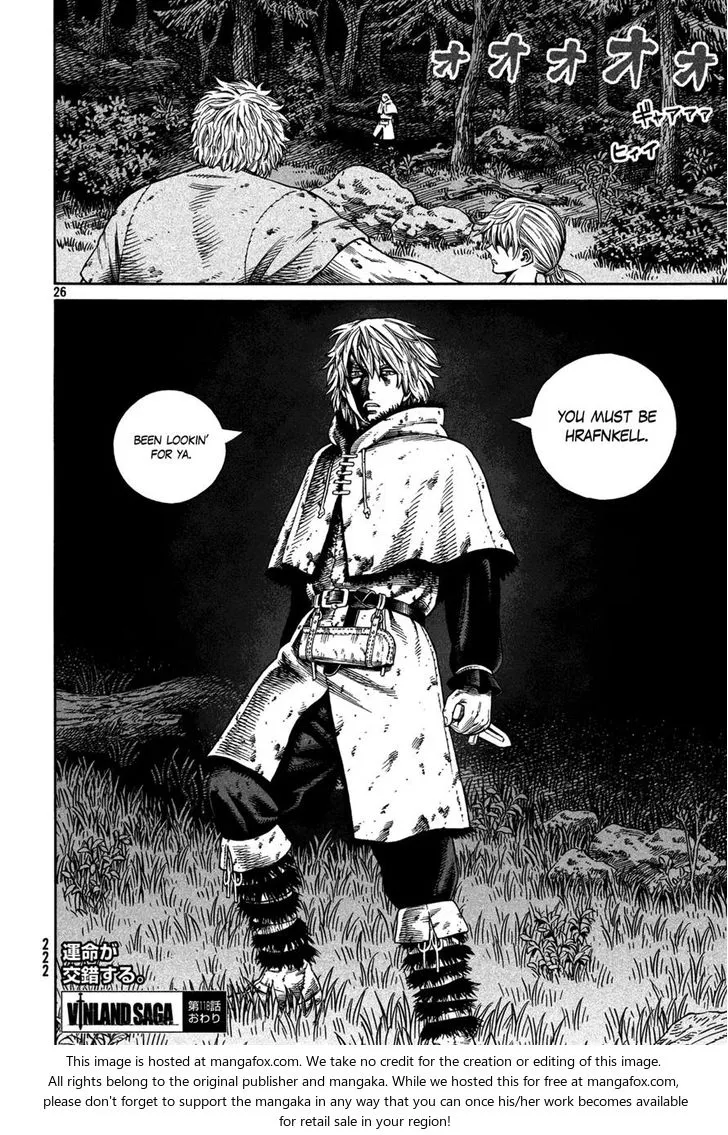 オオオオオ
ギャアアア
ヒィイ
26
YOU MUST BE
HRAFNKELL.
BEEN LOOKIN'
FOR YA.
222
運命が
交錯する。
VINLAND SAGA
第118話
おわり
This image is hosted at mangafox.com. We take no credit for the creation or editing of this image.
All rights belong to the original publisher and mangaka. While we hosted this for free at mangafox.com,
please don't forget to support the mangaka in any way that you can once his/her work becomes available
for retail sale in your region!